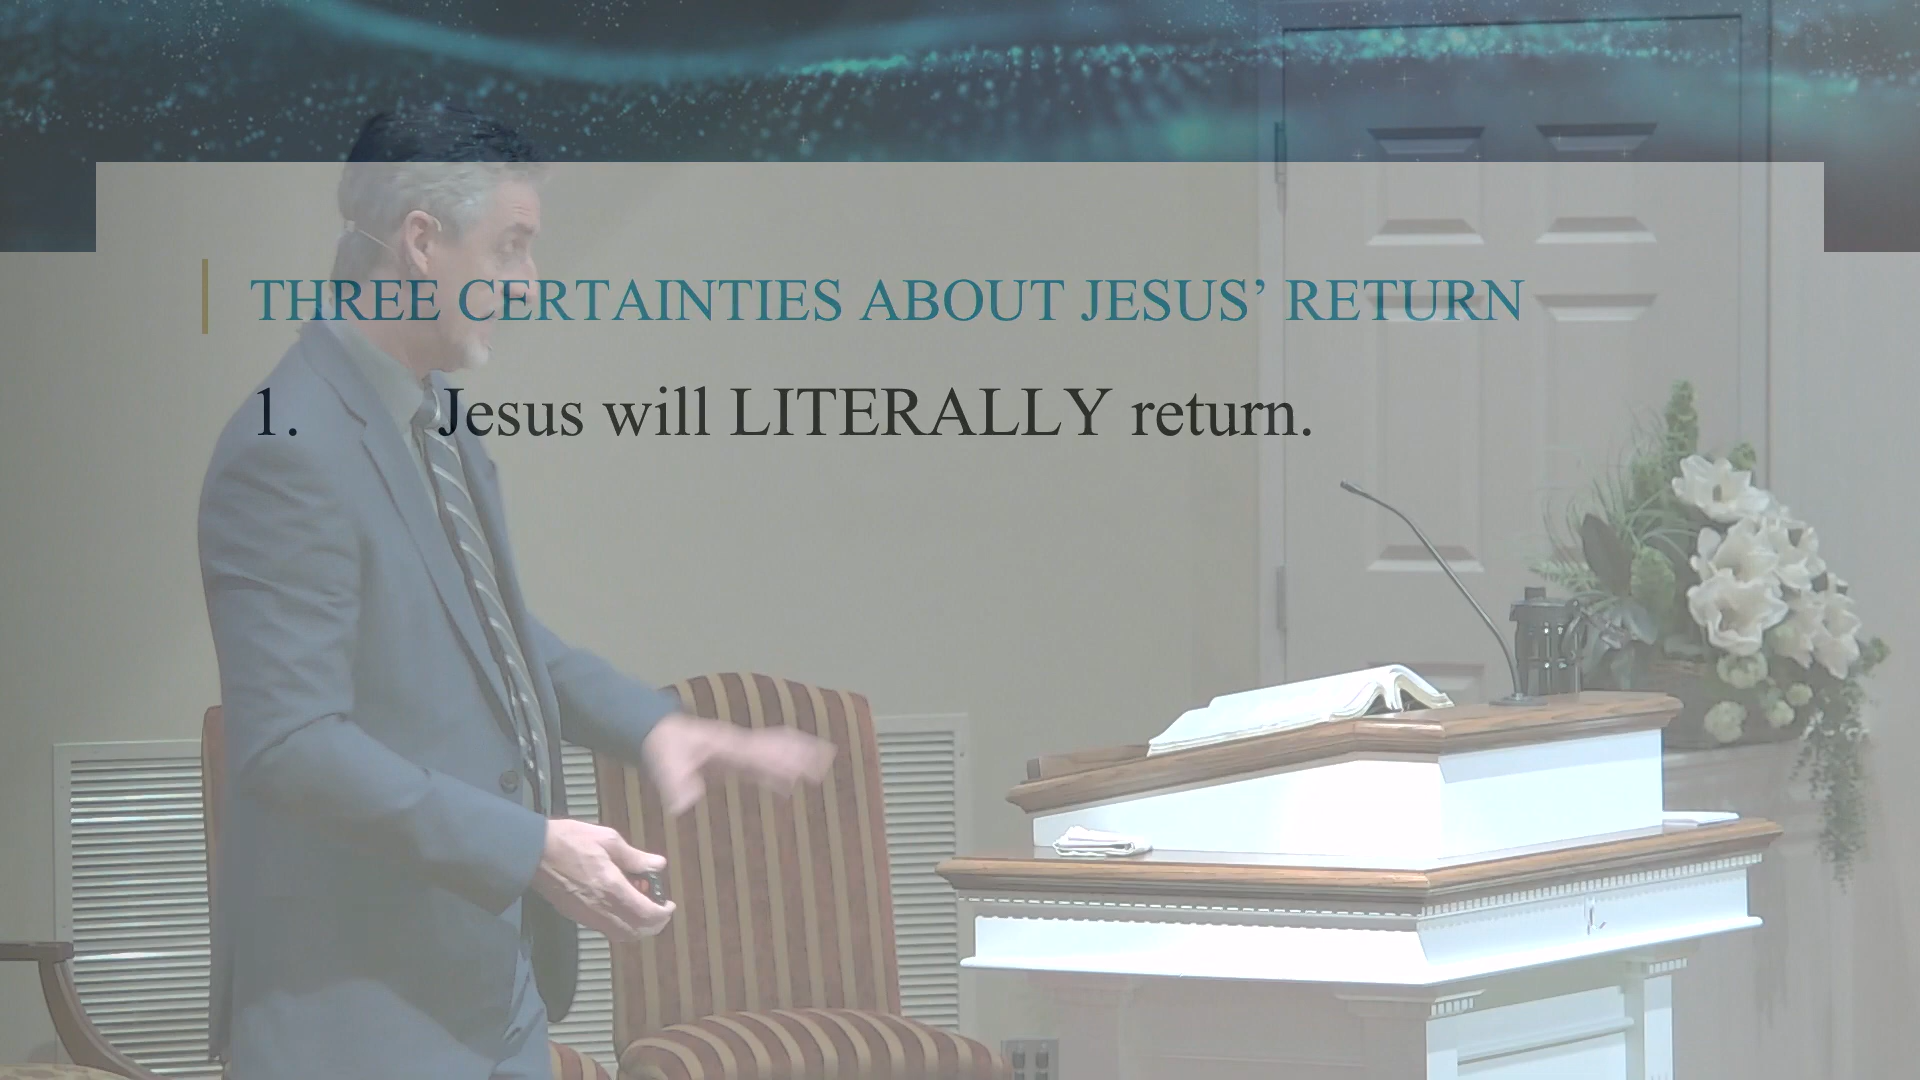 THREE CERTAINTIES ABOUT JESUS’ RETURN
1. Jesus will LITERALLY return.